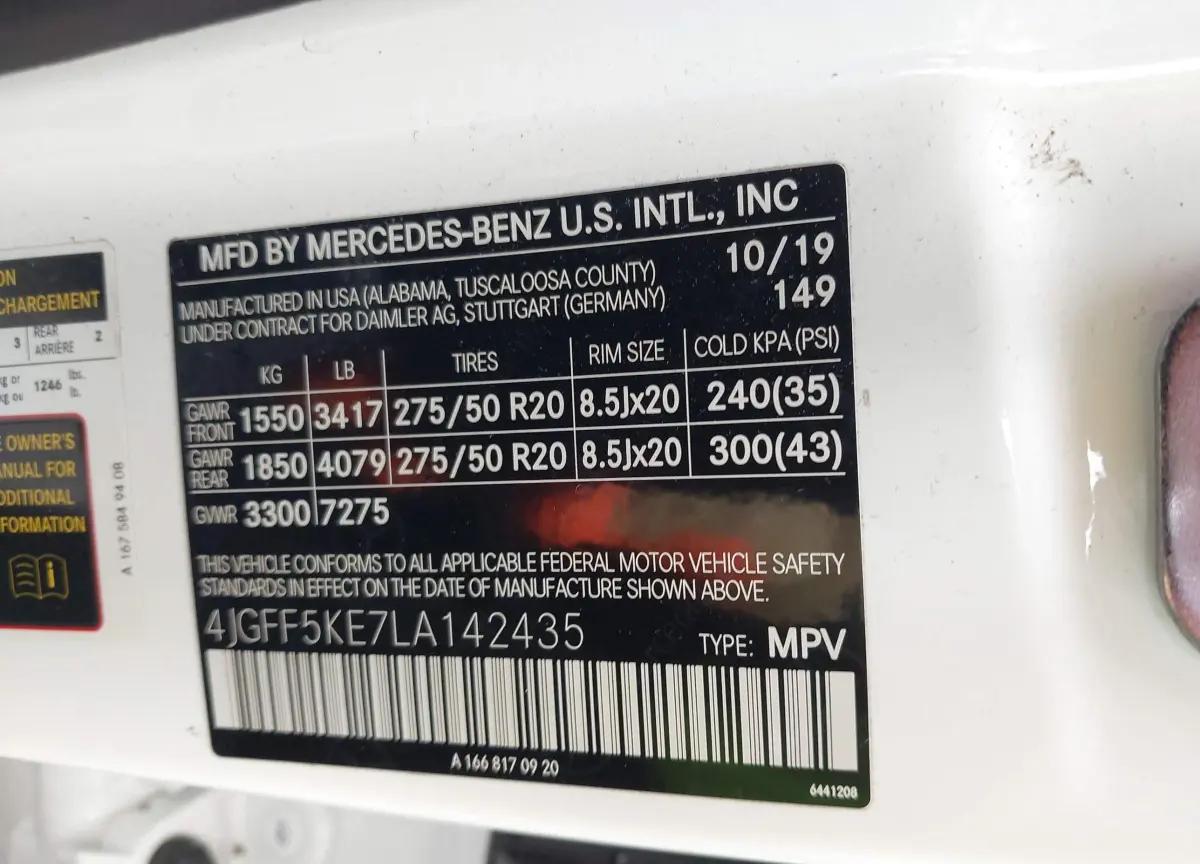 MFD BY MERCEDES-BENZ U.S. INTL., INC
MANUFACTURED IN USA (ALABAMA, TUSCALOOSA COUNTY) 10/19
UNDER CONTRACT FOR DAIMLER AG, STUTTGART (GERMANY) 149
KG LB TIRES RIM SIZE COLD KPA (PSI)
GAWR FRONT 1550 3417 275/50 R20 8.5Jx20 240(35)
GAWR REAR 1850 4079 275/50 R20 8.5Jx20 300(43)
GVWR 3300 7275
THIS VEHICLE CONFORMS TO ALL APPLICABLE FEDERAL MOTOR VEHICLE SAFETY
STANDARDS IN EFFECT ON THE DATE OF MANUFACTURE SHOWN ABOVE.
4JGFF5KE7LA142435 TYPE: MPV
A 166 817 09 20
6441208
ON
CHARGEMENT
3 REAR ARRIÈRE 2
kg or
kg ou 1246 lbs.
lb.
E OWNER'S
ANUAL FOR
DDITIONAL
FORMATION
A 167 584 94 08